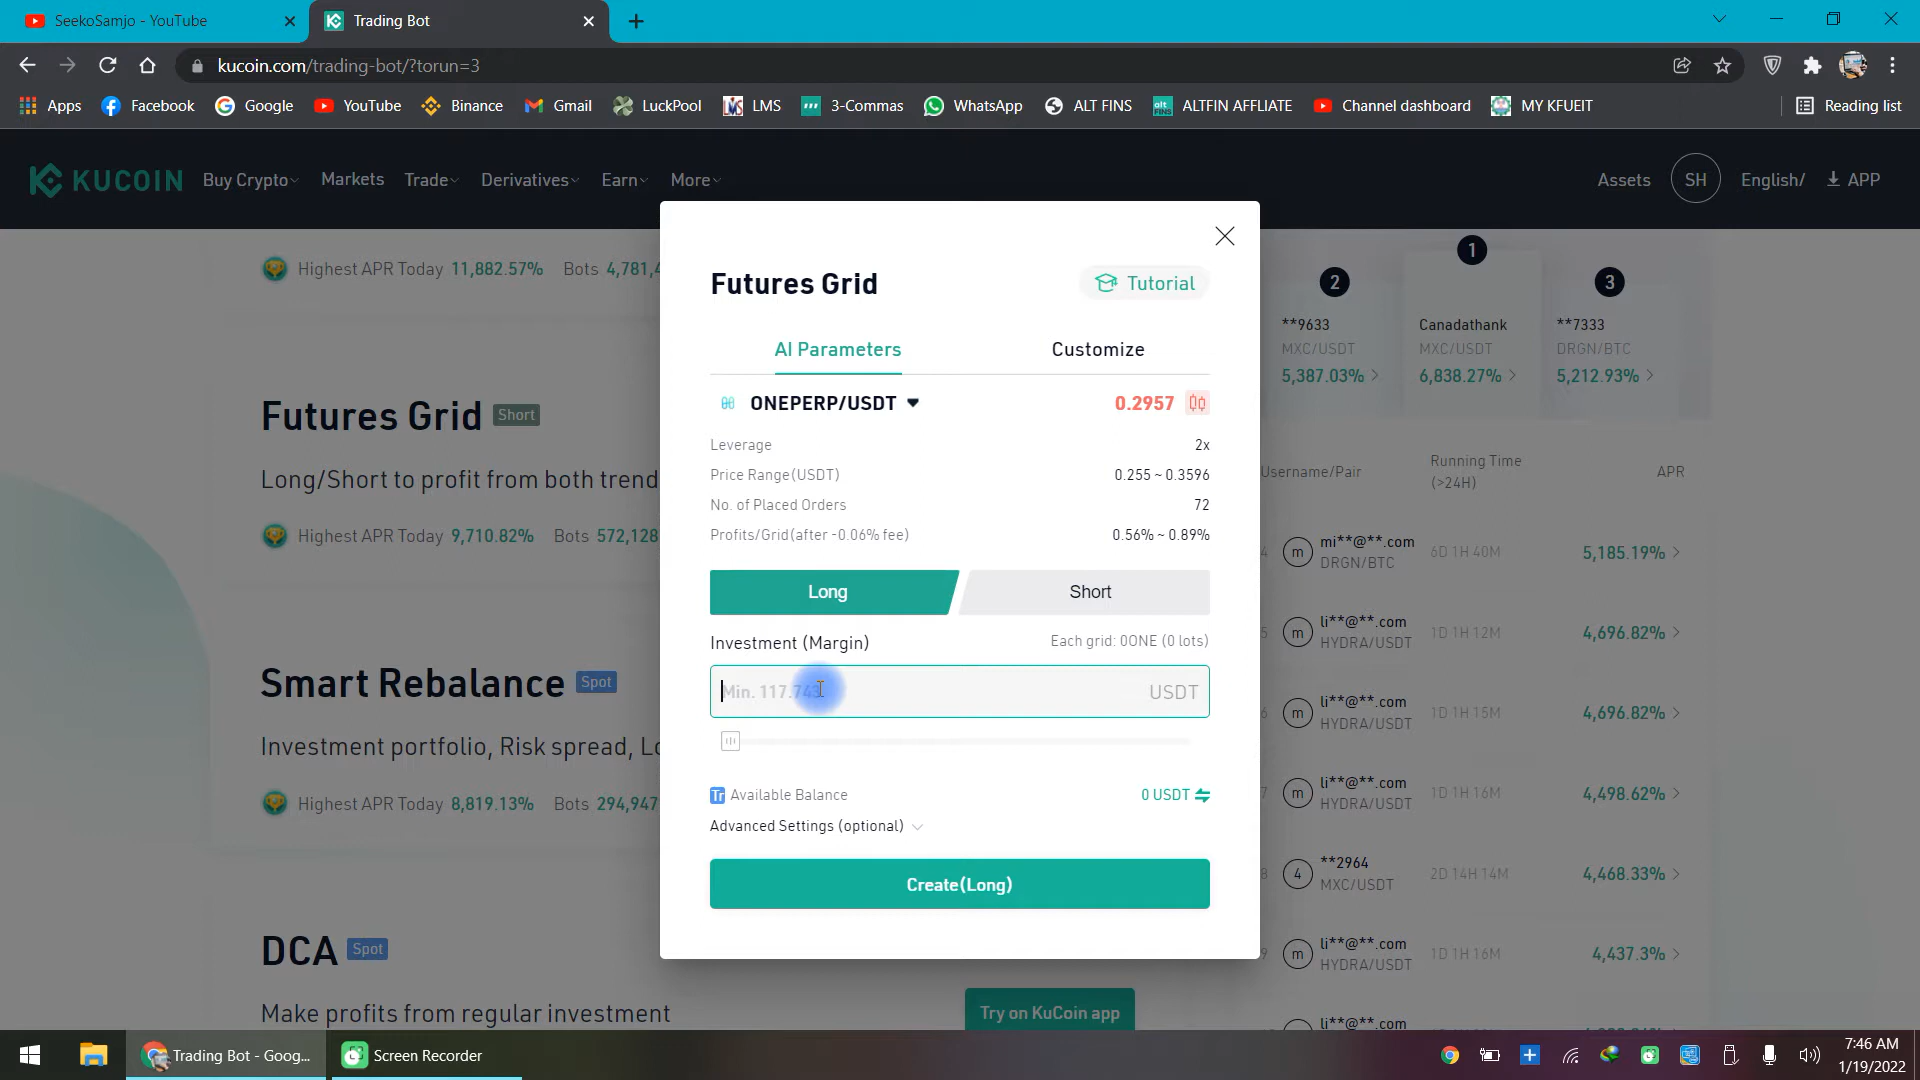 SeekoSamjo - YouTube
Trading Bot
kucoin.com/trading-bot/?torun=3
Apps
Facebook
Google
YouTube
Binance
Gmail
LuckPool
LMS
3-Commas
WhatsApp
ALT FINS
ALTFIN AFFLIATE
Channel dashboard
MY KFUEIT
Reading list
KUCOIN
Buy Crypto
Markets
Trade
Derivatives
Earn
More
Assets
SH
English/
APP
Highest APR Today 11,882.57% Bots 4,781,4
Futures Grid Short
Long/Short to profit from both trend
Highest APR Today 9,710.82% Bots 572,128
Smart Rebalance Spot
Investment portfolio, Risk spread, Lo
Highest APR Today 8,819.13% Bots 294,947
DCA Spot
Make profits from regular investment
Try on KuCoin app
Futures Grid
Tutorial
AI Parameters
Customize
ONEPERP/USDT
0.2957
Leverage 2x
Price Range(USDT) 0.255 ~ 0.3596
No. of Placed Orders 72
Profits/Grid(after -0.06% fee) 0.56% ~ 0.89%
Long
Short
Investment (Margin)
Each grid: 0ONE (0 lots)
Min. 117.743
USDT
Tr Available Balance
0 USDT
Advanced Settings (optional)
Create(Long)
2
**9633
MXC/USDT
5,387.03%
1
Canadathank
MXC/USDT
6,838.27%
3
**7333
DRGN/BTC
5,212.93%
Username/Pair
Running Time
(>24H)
APR
4 m mi**@**.com
DRGN/BTC
6D 1H 40M
5,185.19%
5 m li**@**.com
HYDRA/USDT
1D 1H 12M
4,696.82%
6 m li**@**.com
HYDRA/USDT
1D 1H 15M
4,696.82%
7 m li**@**.com
HYDRA/USDT
1D 1H 16M
4,498.62%
8 4 **2964
MXC/USDT
2D 14H 14M
4,468.33%
9 m li**@**.com
HYDRA/USDT
1D 1H 16M
4,437.3%
li**@**.com
Trading Bot - Goog...
Screen Recorder
7:46 AM
1/19/2022